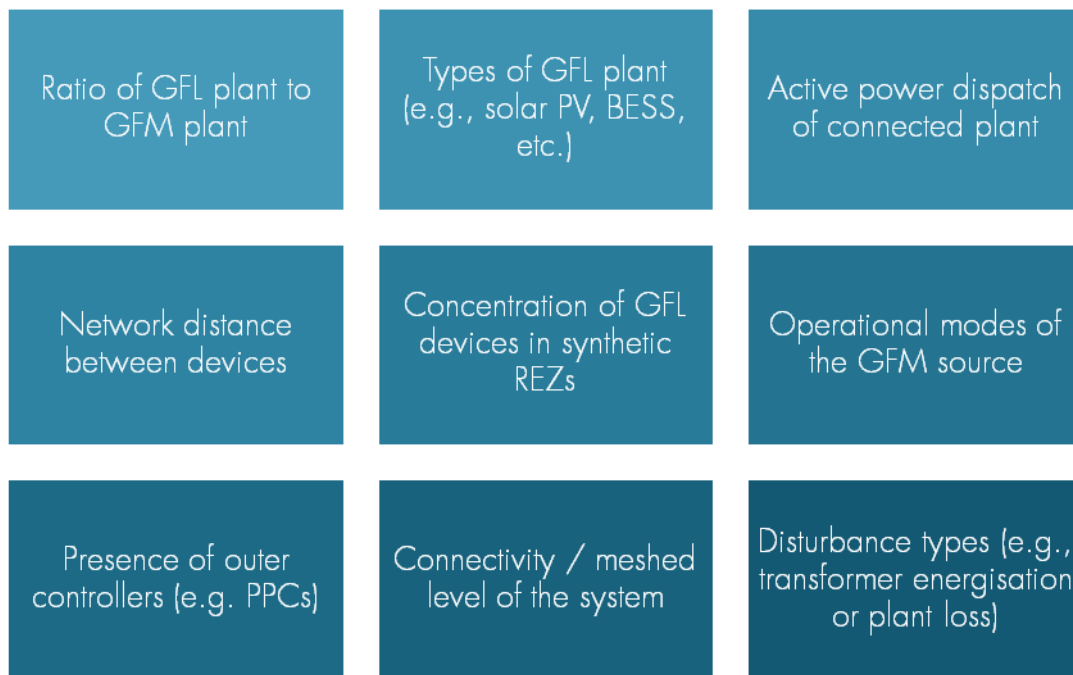 Ratio of GFL plant to
GFM plant
Types of GFL plant
(e.g., solar PV, BESS,
etc.)
Active power dispatch
of connected plant
Network distance
between devices
Concentration of GFL
devices in synthetic
REZs
Operational modes of
the GFM source
Presence of outer
controllers (e.g. PPCs)
Connectivity / meshed
level of the system
Disturbance types (e.g.,
transformer energisation
or plant loss)